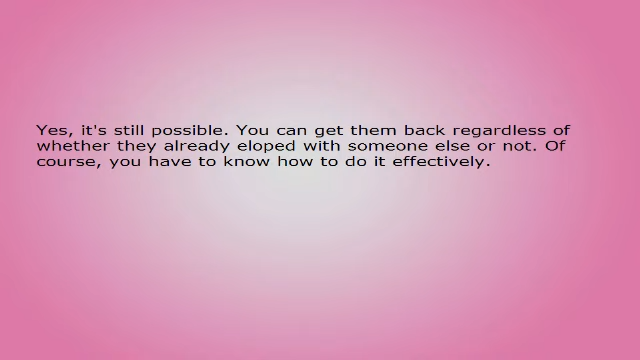 Yes, it's still possible. You can get them back regardless of
whether they already eloped with someone else or not. Of
course, you have to know how to do it effectively.